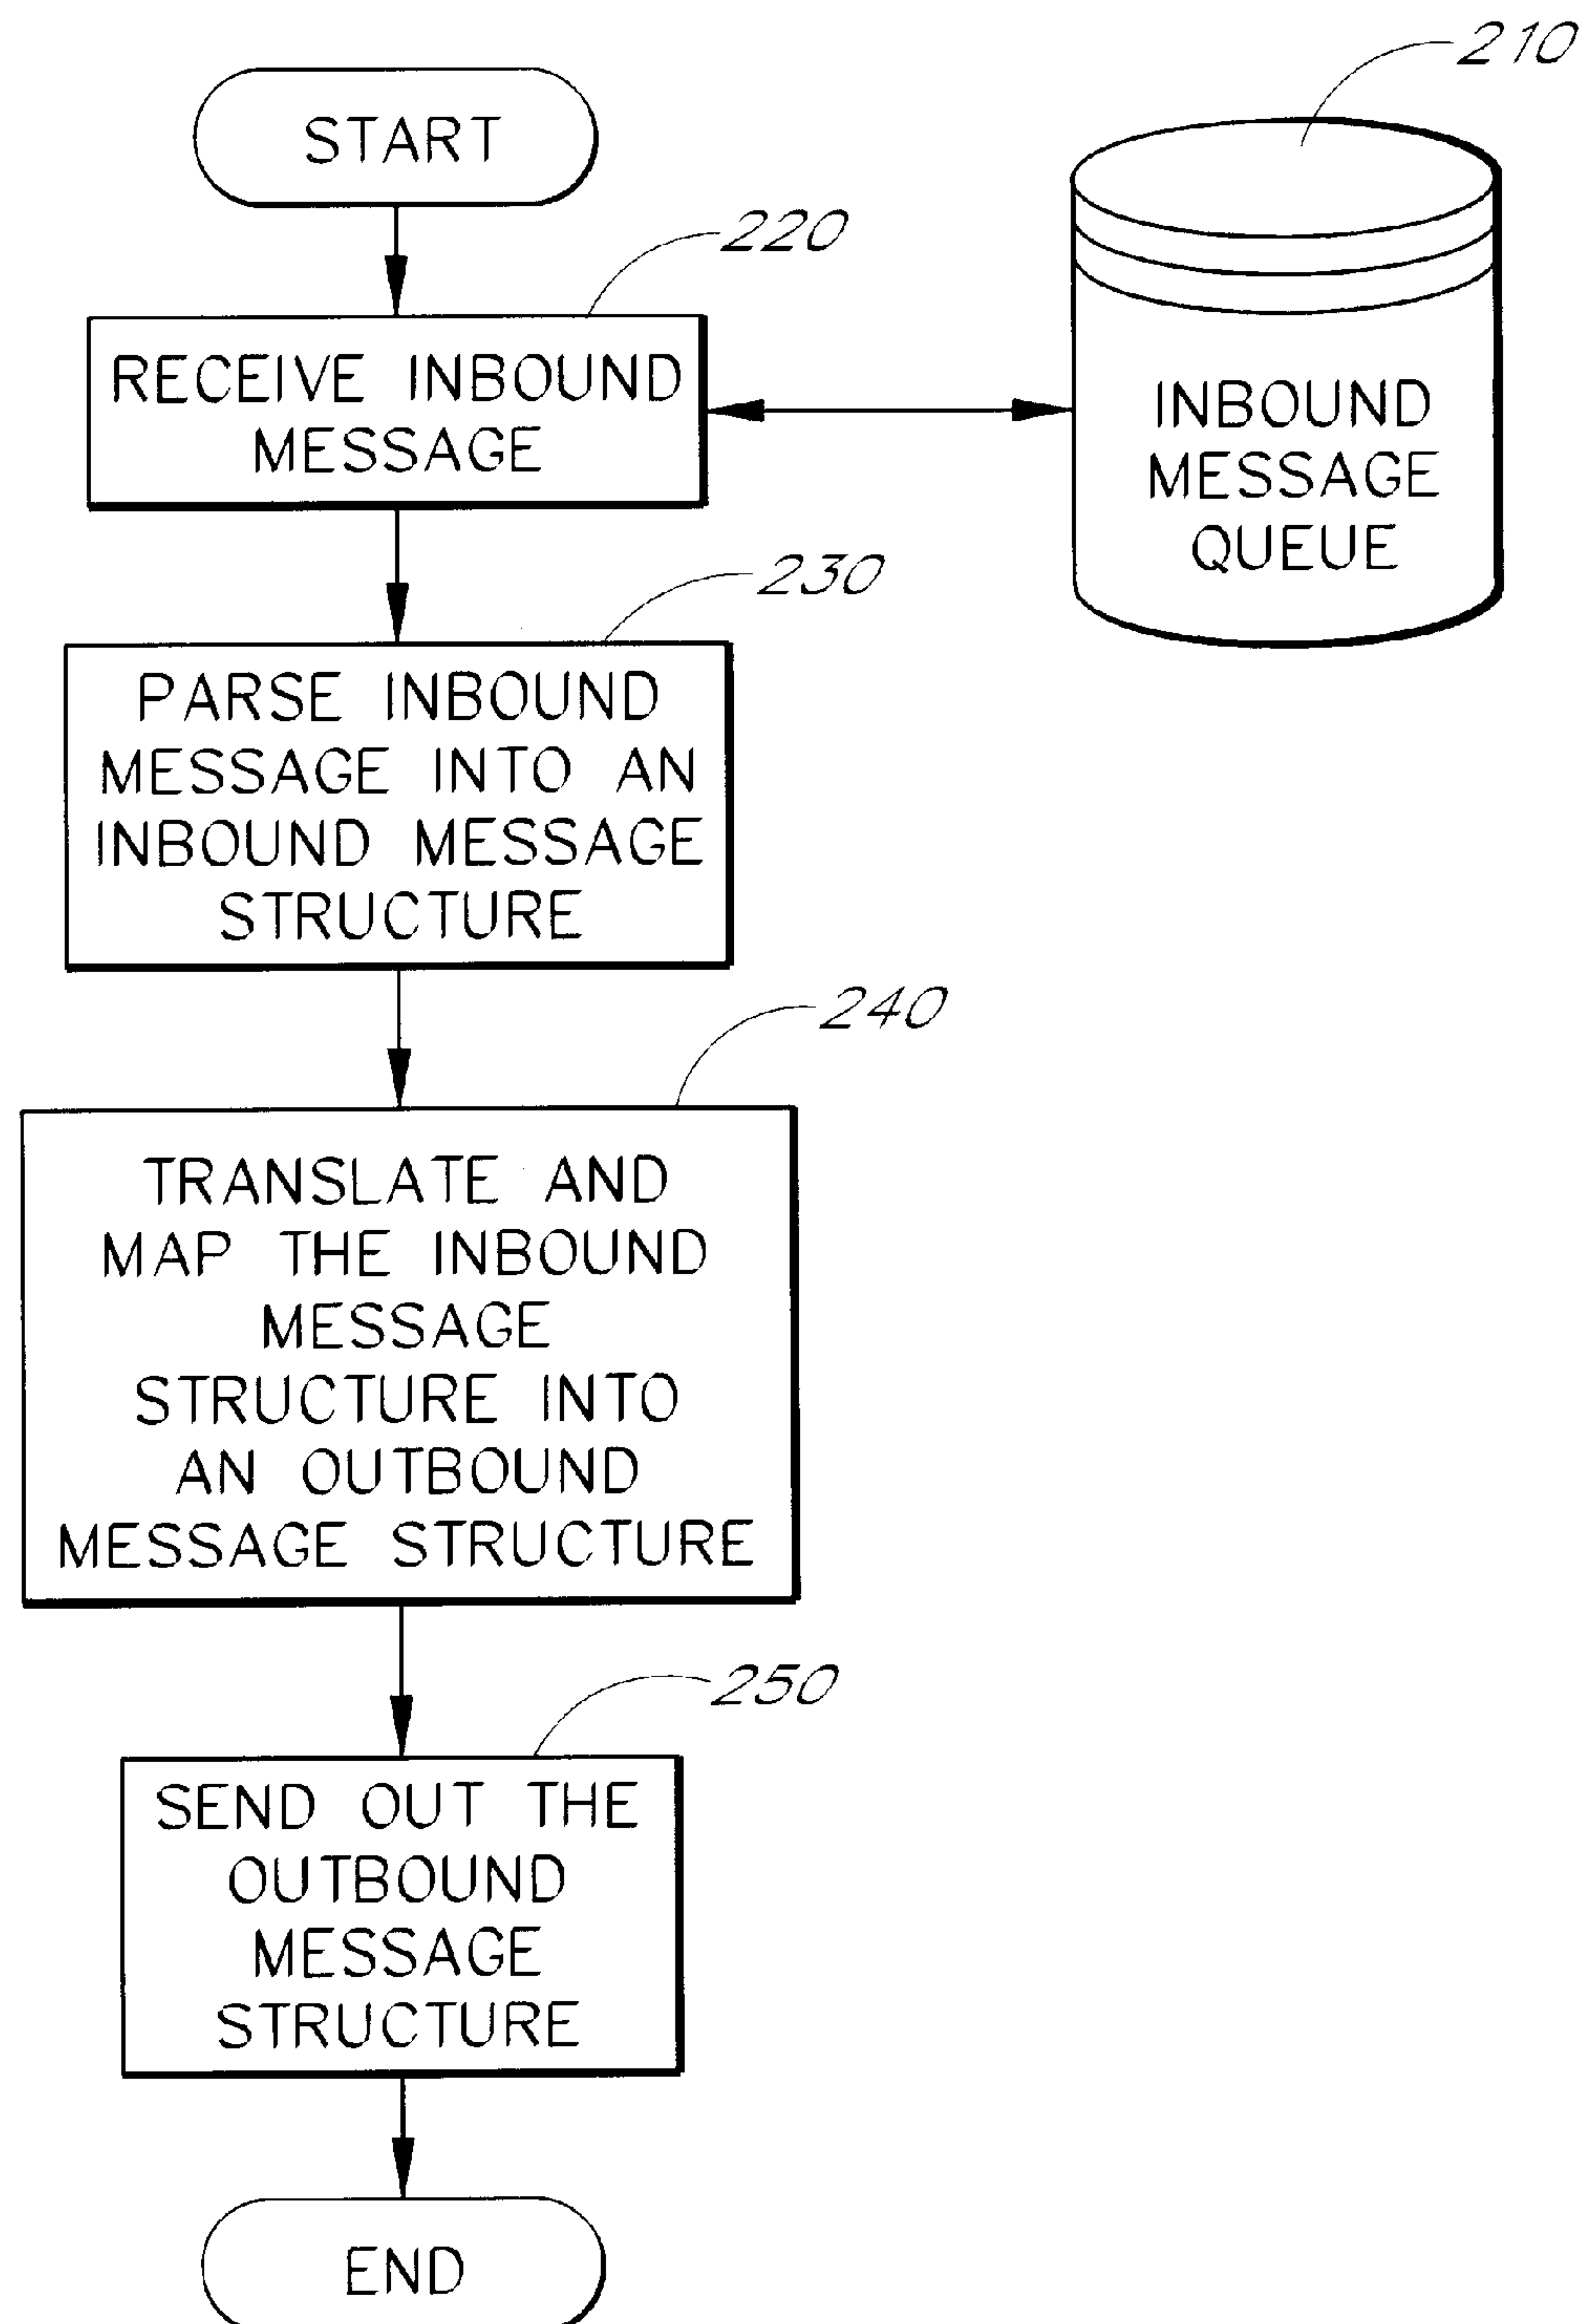 210
START
220
RECEIVE INBOUND
MESSAGE
INBOUND
MESSAGE
QUEUE
230
PARSE INBOUND
MESSAGE INTO AN
INBOUND MESSAGE
STRUCTURE
240
TRANSLATE AND
MAP THE INBOUND
MESSAGE
STRUCTURE INTO
AN OUTBOUND
MESSAGE STRUCTURE
250
SEND OUT THE
OUTBOUND
MESSAGE
STRUCTURE
END